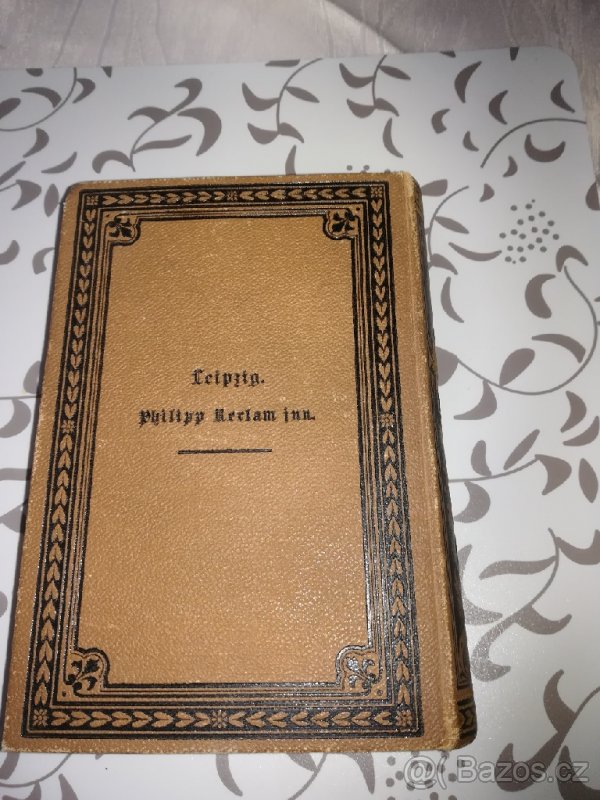 Leipzig.
Philipp Reclam jun.
Bazos.cz